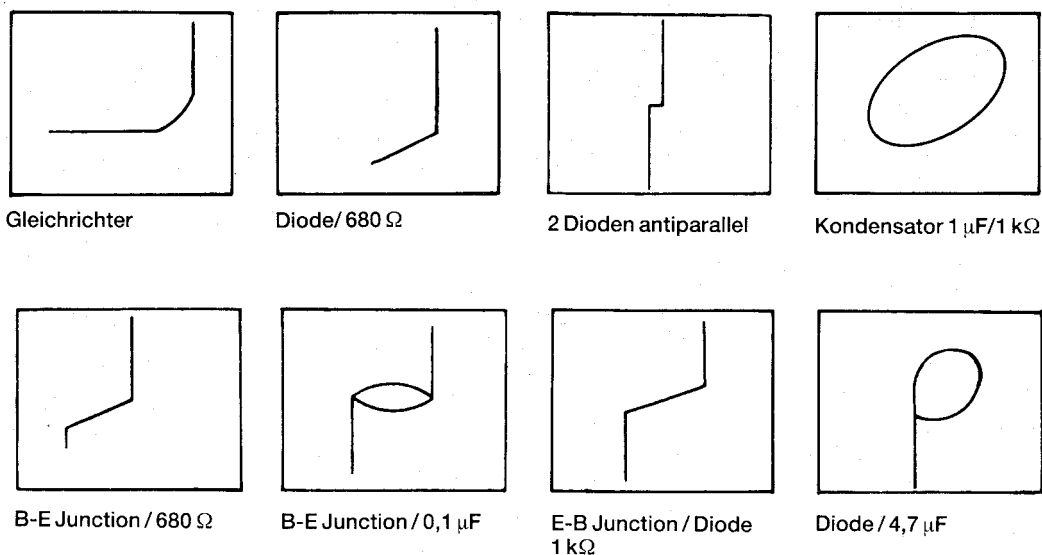 Gleichrichter
Diode/ 680 Ω
2 Dioden antiparallel
Kondensator 1 µF/1 kΩ
B-E Junction / 680 Ω
B-E Junction / 0,1 µF
E-B Junction / Diode
1 kΩ
Diode / 4,7 µF